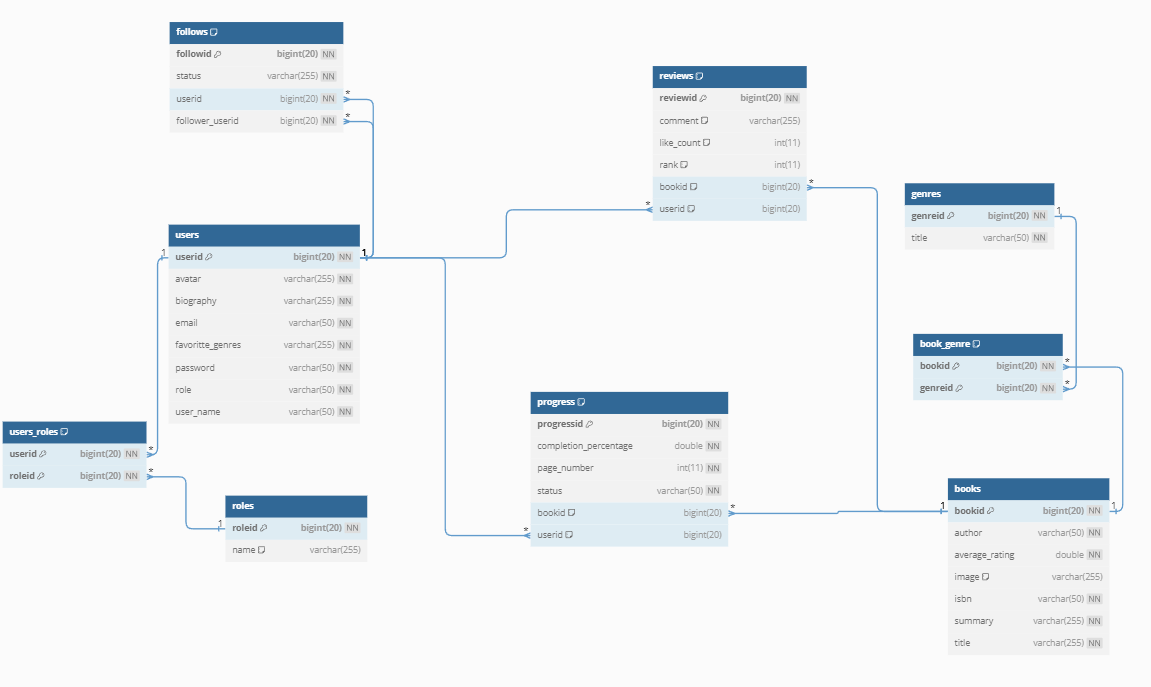 follows
followid bigint(20) NN
status varchar(255) NN
userid bigint(20) NN
follower_userid bigint(20) NN
*
*
reviews
reviewid bigint(20) NN
comment varchar(255)
like_count int(11)
rank int(11)
bookid bigint(20)
userid bigint(20)
*
*
genres
genreid bigint(20) NN
title varchar(50) NN
1
users
userid bigint(20) NN
avatar varchar(255) NN
biography varchar(255) NN
email varchar(50) NN
favoritte_genres varchar(255) NN
password varchar(50) NN
role varchar(50) NN
user_name varchar(50) NN
1
1
book_genre
bookid bigint(20) NN
genreid bigint(20) NN
*
*
progress
progressid bigint(20) NN
completion_percentage double NN
page_number int(11) NN
status varchar(50) NN
bookid bigint(20)
userid bigint(20)
*
*
users_roles
userid bigint(20) NN
roleid bigint(20) NN
*
*
roles
roleid bigint(20) NN
name varchar(255)
1
books
bookid bigint(20) NN
author varchar(50) NN
average_rating double NN
image varchar(255)
isbn varchar(50) NN
summary varchar(255) NN
title varchar(255) NN
1
1